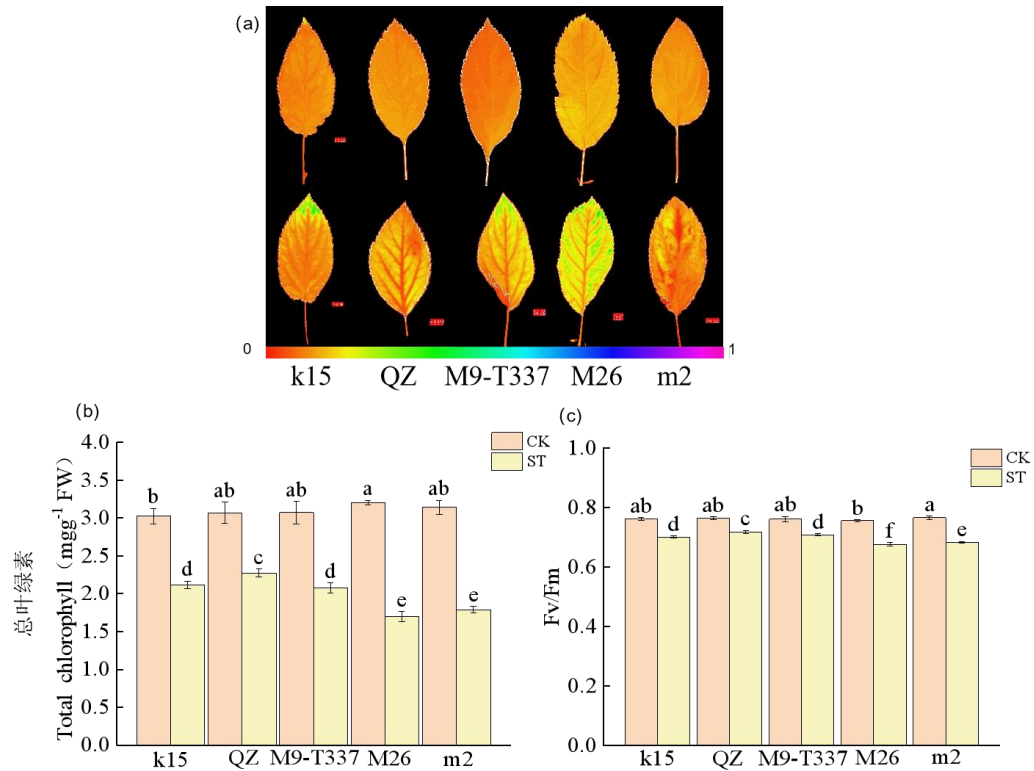 (a)
0 1
k15 QZ M9-T337 M26 m2
(b)
总叶绿素
Total chlorophyll（mgg⁻¹ FW）
4.0
3.5
3.0
2.5
2.0
1.5
1.0
0.5
0.0
CK
ST
b ab ab a ab
d c d e e
k15 QZ M9-T337 M26 m2
(c)
Fv/Fm
1.0
0.8
0.6
0.4
0.2
0.0
CK
ST
ab ab ab b a
d c d f e
k15 QZ M9-T337 M26 m2